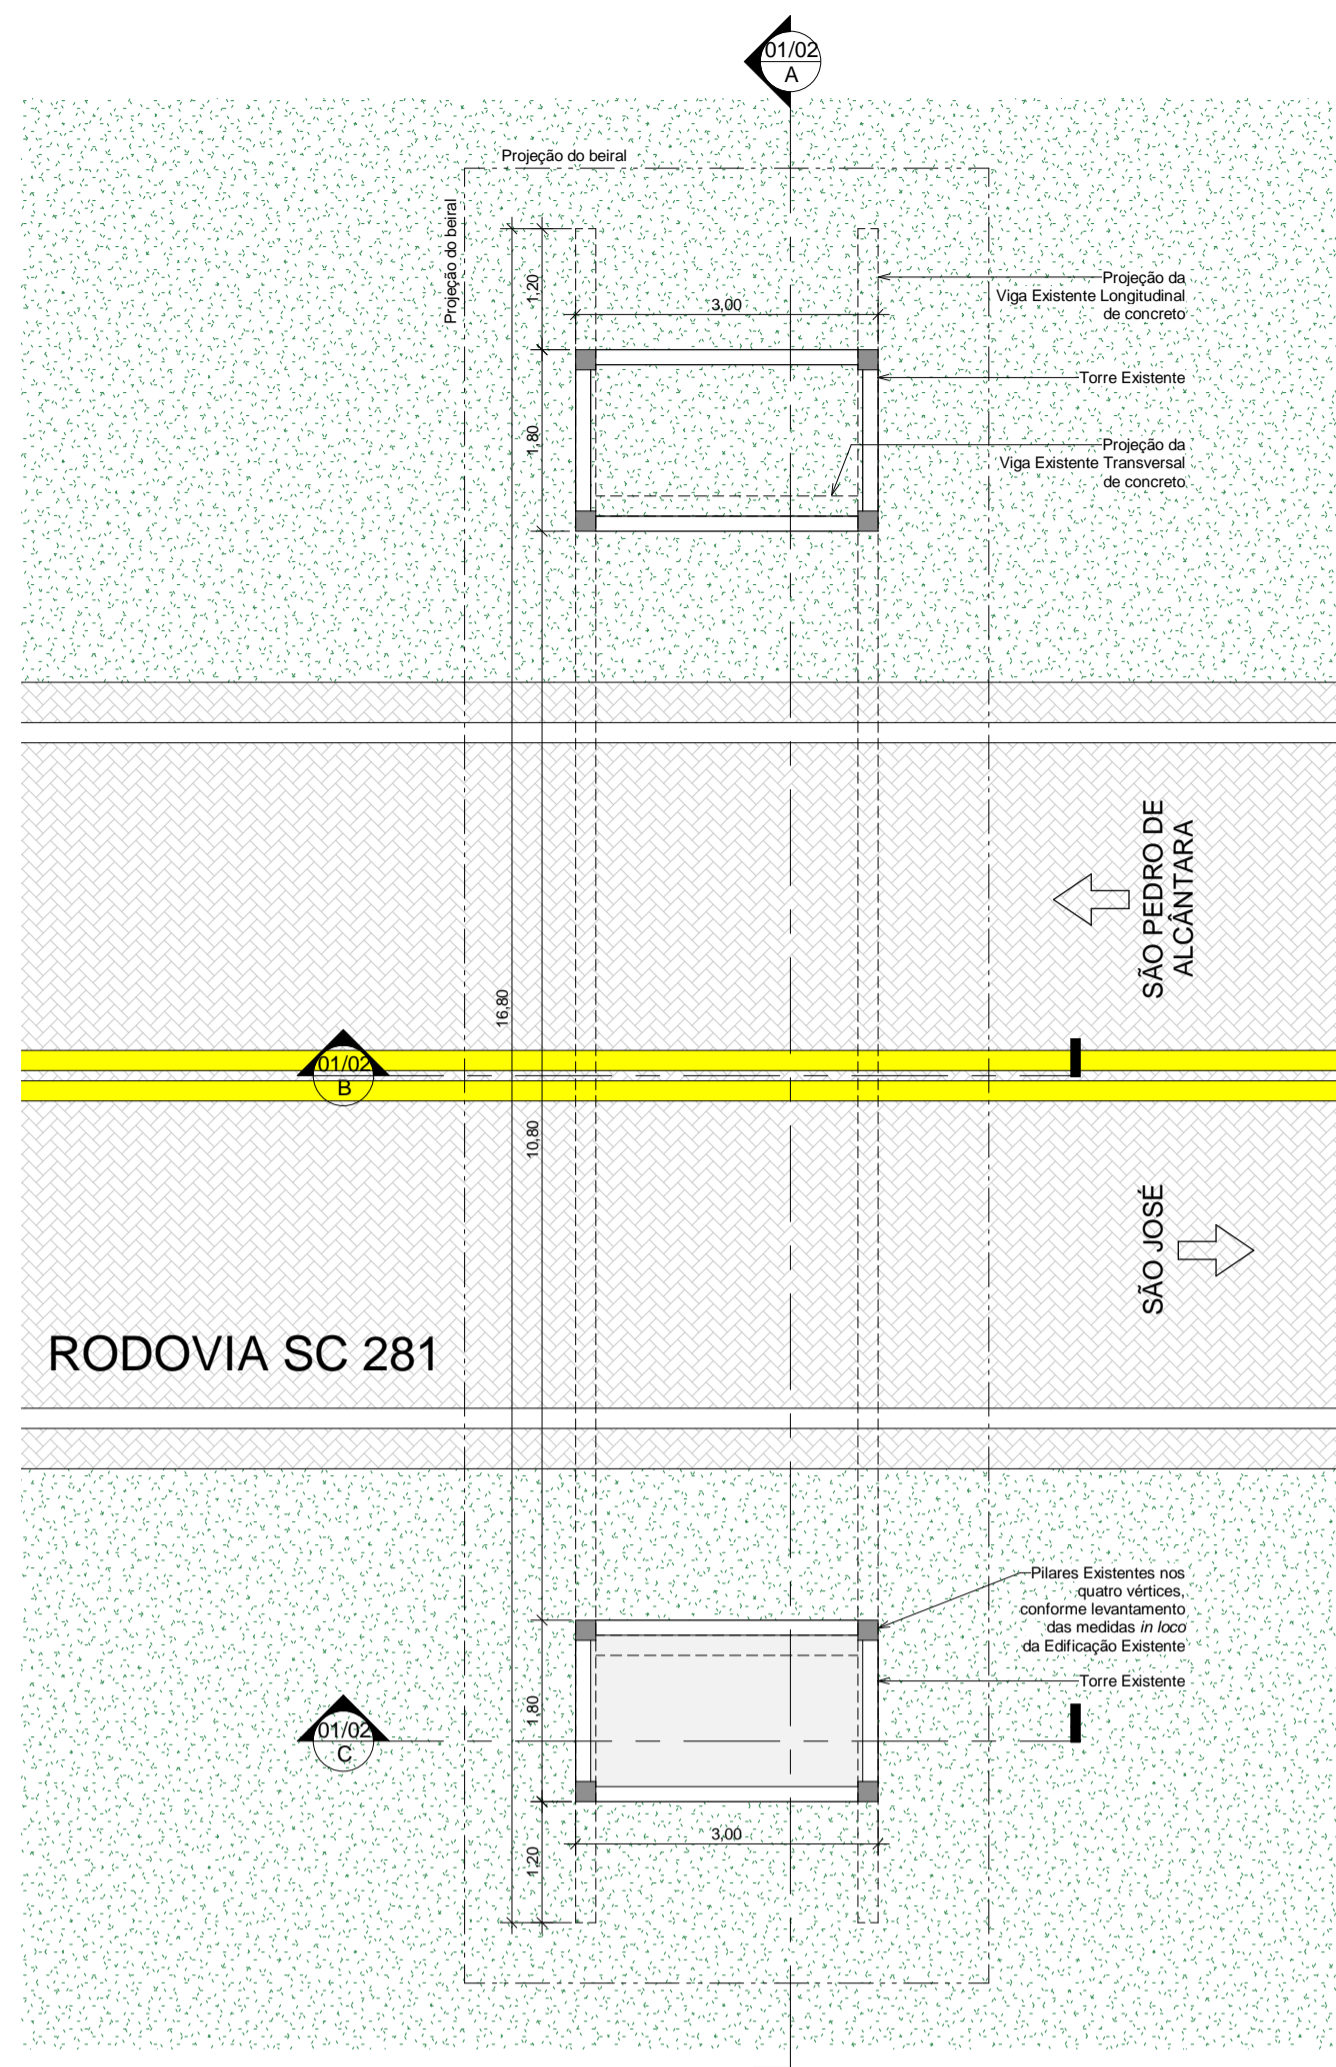 01/02
A
Projeção do beiral
Projeção do beiral
1,20
3,00
Projeção da
Viga Existente Longitudinal
de concreto
Torre Existente
1,80
Projeção da
Viga Existente Transversal
de concreto
SÃO PEDRO DE
ALCÂNTARA
16,80
01/02
B
10,80
SÃO JOSÉ
RODOVIA SC 281
Pilares Existentes nos
quatro vértices,
conforme levantamento
das medidas in loco
da Edificação Existente
Torre Existente
1,80
01/02
C
3,00
1,20